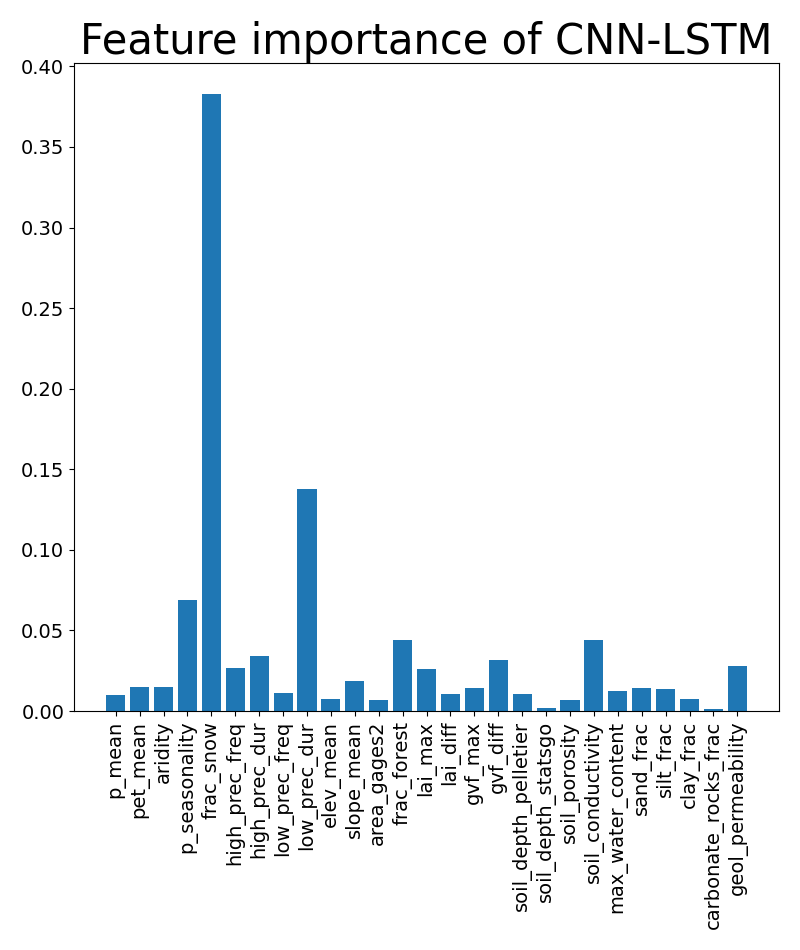 Feature importance of CNN-LSTM
0.40
0.35
0.30
0.25
0.20
0.15
0.10
0.05
0.00
p_mean
pet_mean
aridity
p_seasonality
frac_snow
high_prec_freq
high_prec_dur
low_prec_freq
low_prec_dur
elev_mean
slope_mean
area_gages2
frac_forest
lai_max
lai_diff
gvf_max
gvf_diff
soil_depth_pelletier
soil_depth_statsgo
soil_porosity
soil_conductivity
max_water_content
sand_frac
silt_frac
clay_frac
carbonate_rocks_frac
geol_permeability